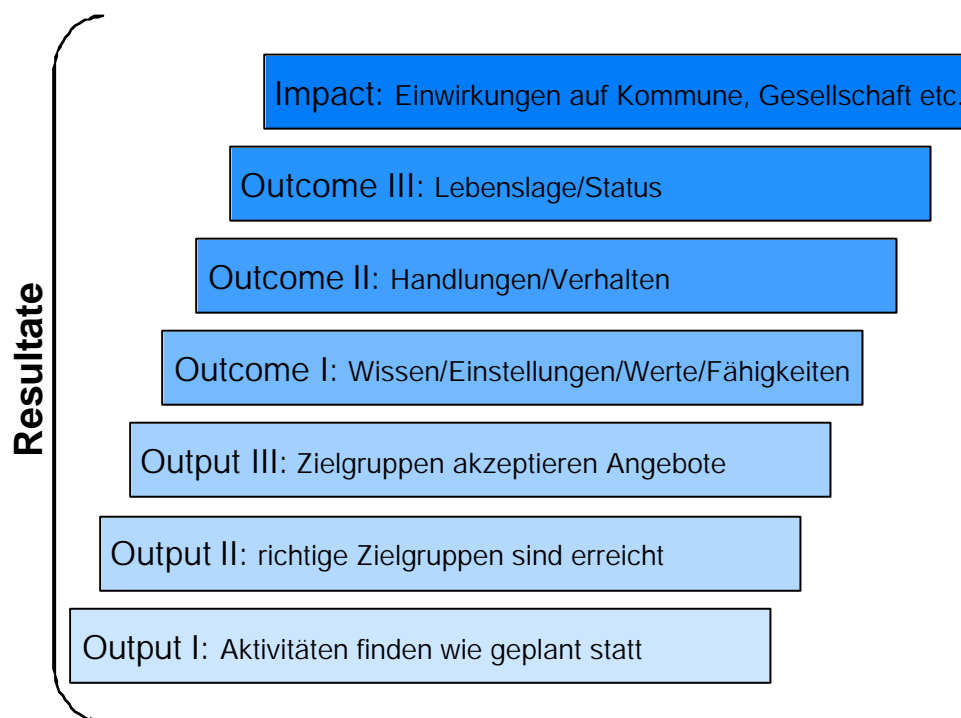 Resultate
Impact: Einwirkungen auf Kommune, Gesellschaft etc.
Outcome III: Lebenslage/Status
Outcome II: Handlungen/Verhalten
Outcome I: Wissen/Einstellungen/Werte/Fähigkeiten
Output III: Zielgruppen akzeptieren Angebote
Output II: richtige Zielgruppen sind erreicht
Output I: Aktivitäten finden wie geplant statt